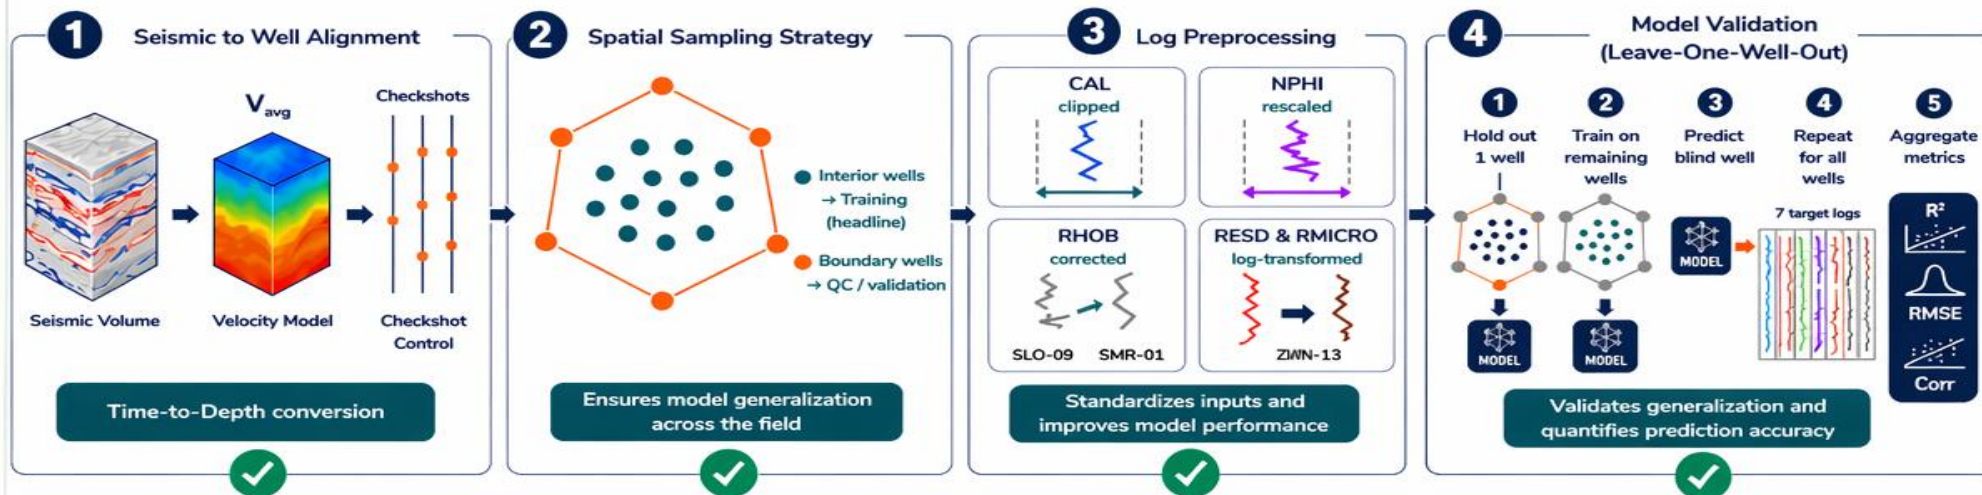 1
Seismic to Well Alignment
V avg
Checkshots
Seismic Volume
Velocity Model
Checkshot
Control
Time-to-Depth conversion
2
Spatial Sampling Strategy
Interior wells
→ Training
(headline)
Boundary wells
→ QC / validation
Ensures model generalization
across the field
3
Log Preprocessing
CAL
clipped
NPHI
rescaled
RHOB
corrected
SLO-09 SMR-01
RESD & RMICRO
log-transformed
ZWN-13
Standardizes inputs and
improves model performance
4
Model Validation
(Leave-One-Well-Out)
1
Hold out
1 well
MODEL
2
Train on
remaining
wells
MODEL
3
Predict
blind well
MODEL
4
Repeat
for all
wells
7 target logs
5
Aggregate
metrics
R²
RMSE
Corr
Validates generalization and
quantifies prediction accuracy